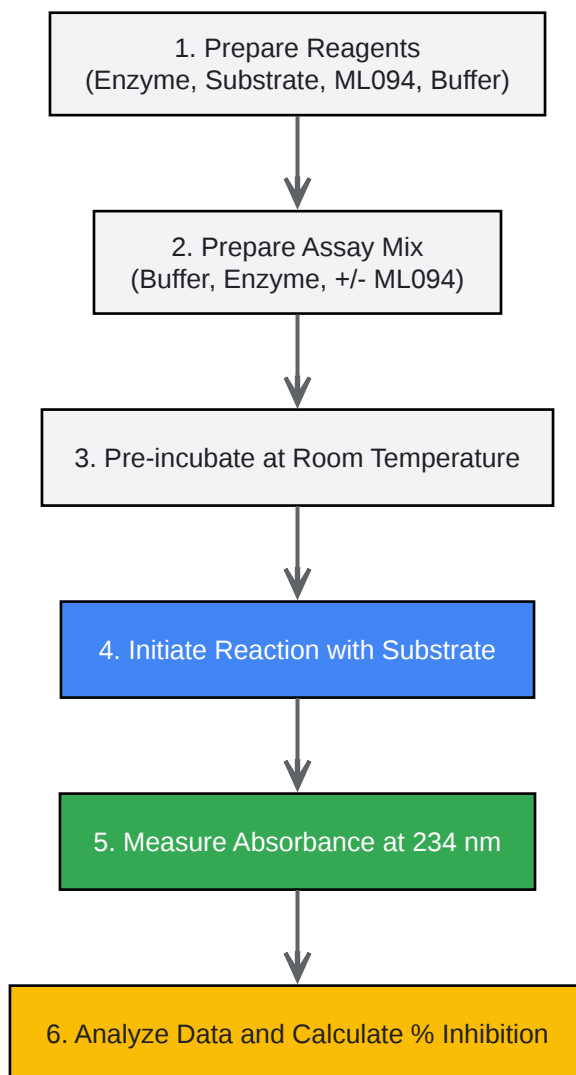 1. Prepare Reagents
(Enzyme, Substrate, ML094, Buffer)
2. Prepare Assay Mix
(Buffer, Enzyme, +/- ML094)
3. Pre-incubate at Room Temperature
4. Initiate Reaction with Substrate
5. Measure Absorbance at 234 nm
6. Analyze Data and Calculate % Inhibition